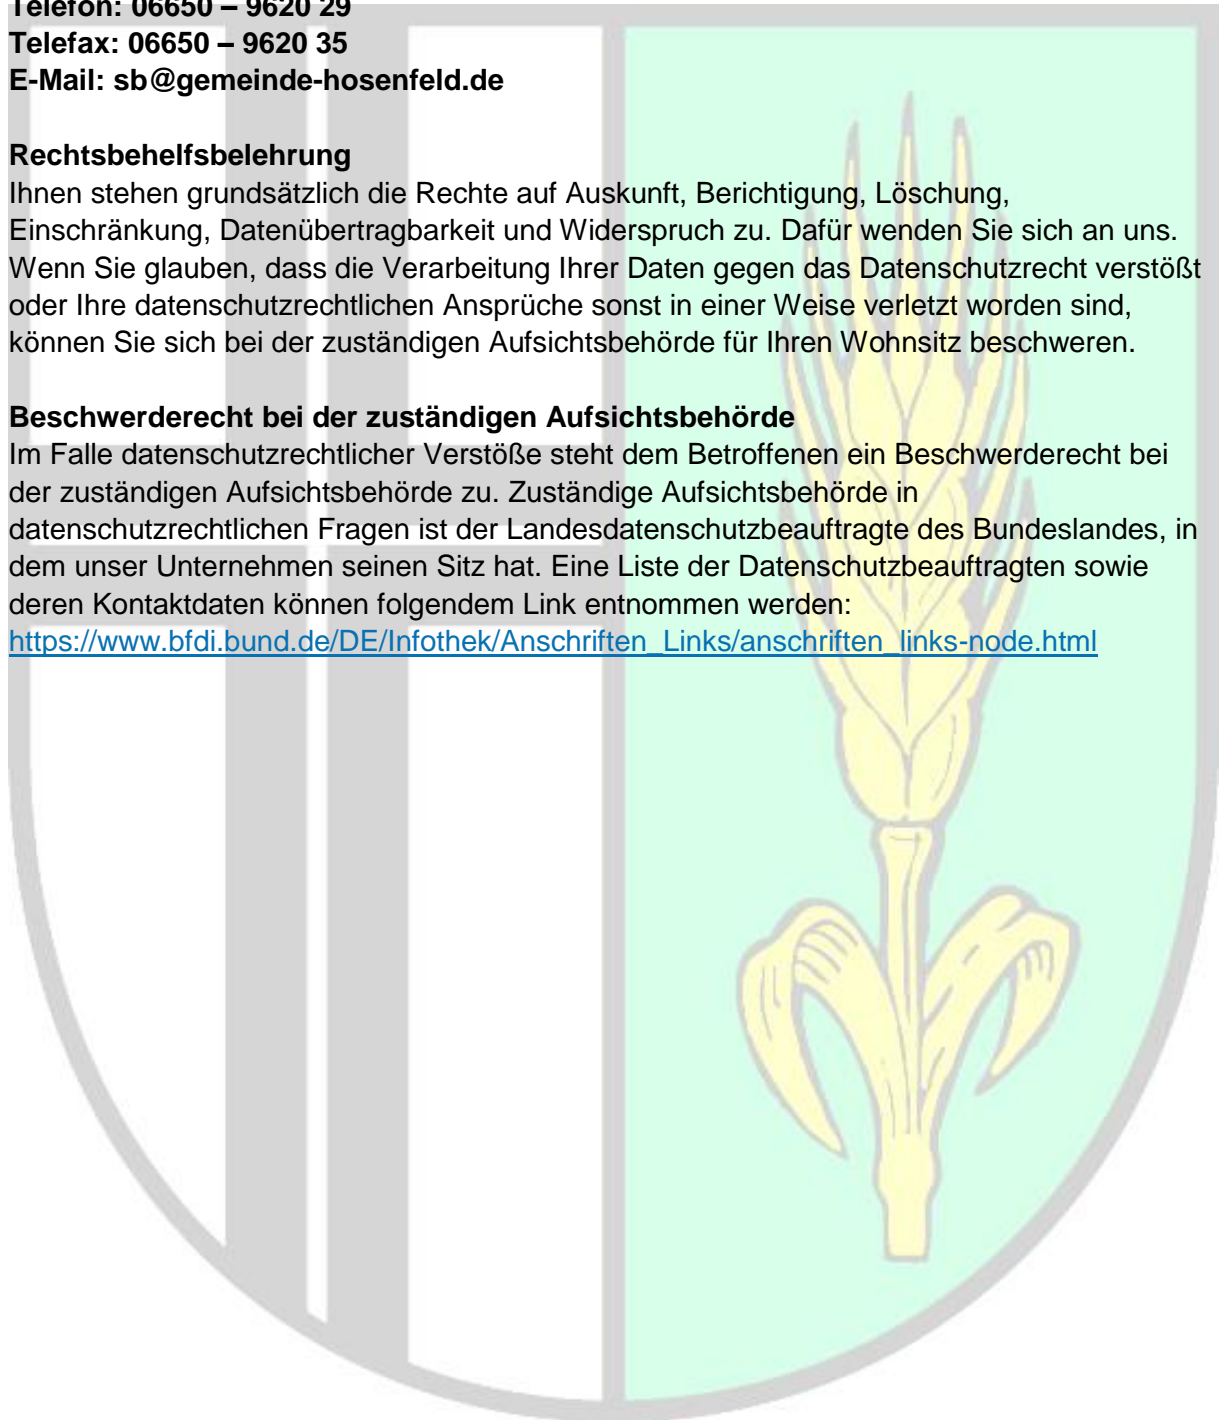 Telefon: 06650 – 9620 29
Telefax: 06650 – 9620 35
E-Mail: sb@gemeinde-hosenfeld.de
Rechtsbehelfsbelehrung
Ihnen stehen grundsätzlich die Rechte auf Auskunft, Berichtigung, Löschung,
Einschränkung, Datenübertragbarkeit und Widerspruch zu. Dafür wenden Sie sich an uns.
Wenn Sie glauben, dass die Verarbeitung Ihrer Daten gegen das Datenschutzrecht verstößt
oder Ihre datenschutzrechtlichen Ansprüche sonst in einer Weise verletzt worden sind,
können Sie sich bei der zuständigen Aufsichtsbehörde für Ihren Wohnsitz beschweren.
Beschwerderecht bei der zuständigen Aufsichtsbehörde
Im Falle datenschutzrechtlicher Verstöße steht dem Betroffenen ein Beschwerderecht bei
der zuständigen Aufsichtsbehörde zu. Zuständige Aufsichtsbehörde in
datenschutzrechtlichen Fragen ist der Landesdatenschutzbeauftragte des Bundeslandes, in
dem unser Unternehmen seinen Sitz hat. Eine Liste der Datenschutzbeauftragten sowie
deren Kontaktdaten können folgendem Link entnommen werden:
https://www.bfdi.bund.de/DE/Infothek/Anschriften_Links/anschriften_links-node.html